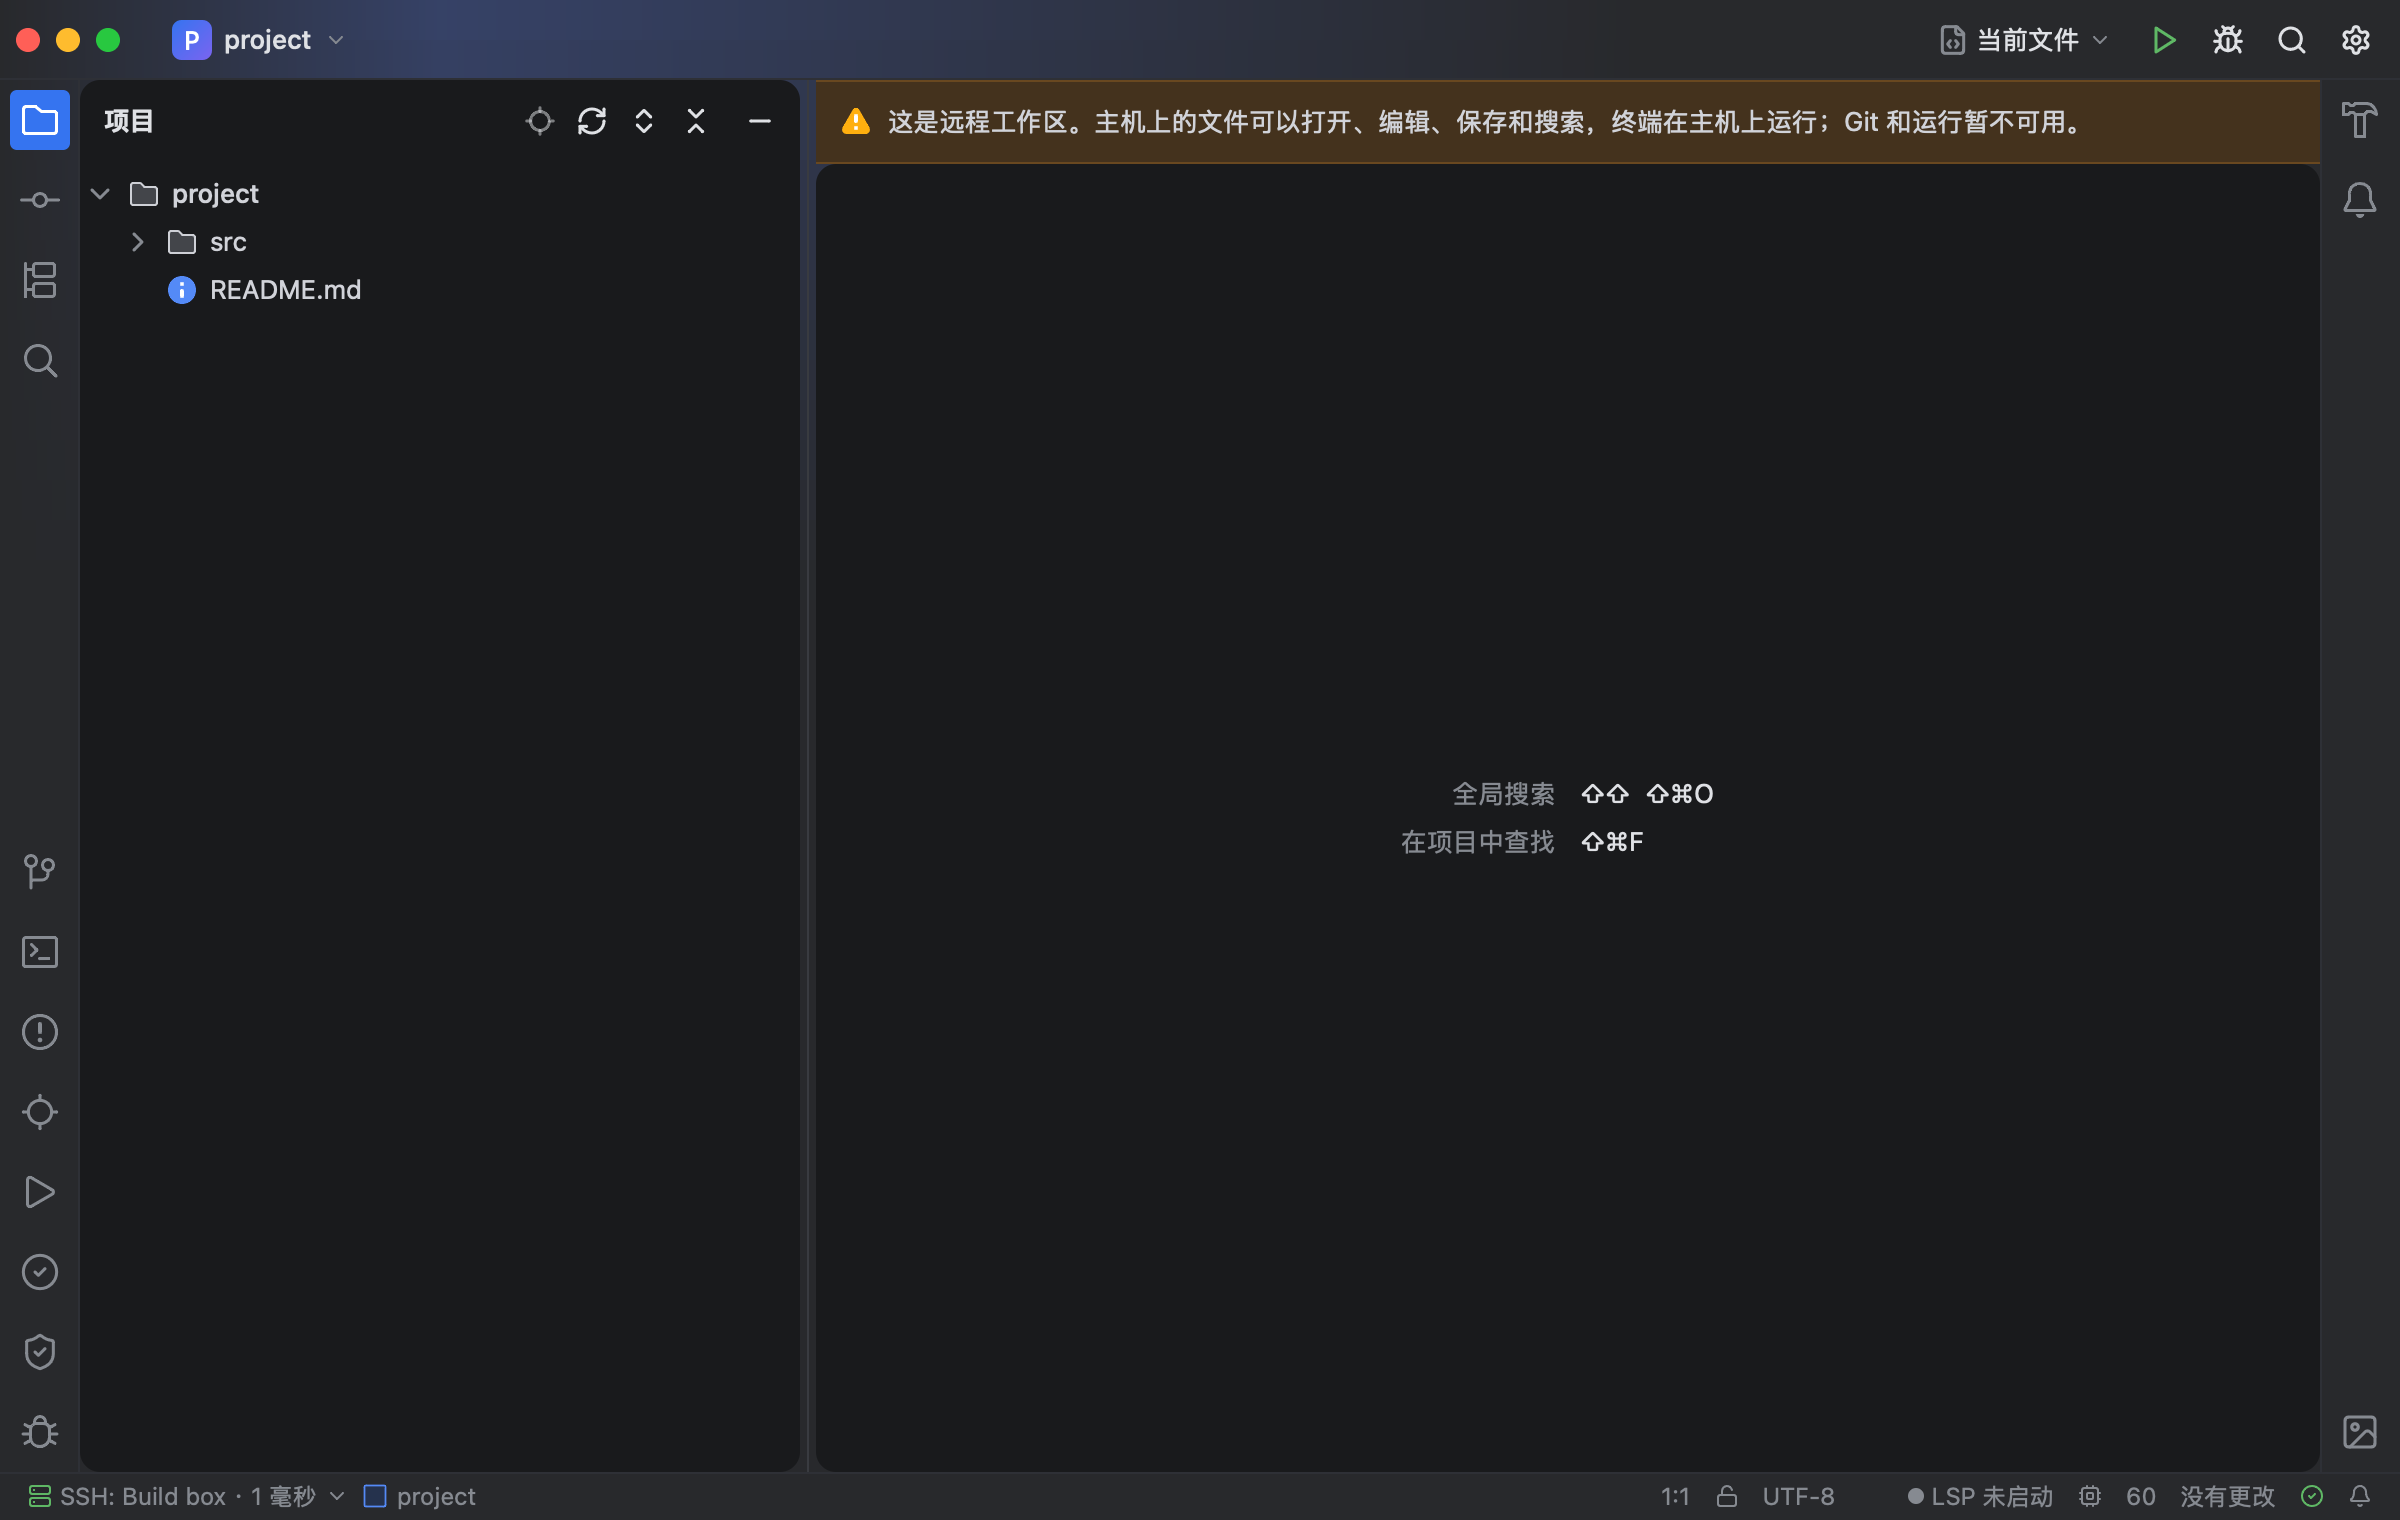 P project
当前文件
项目
这是远程工作区。主机上的文件可以打开、编辑、保存和搜索，终端在主机上运行；Git 和运行暂不可用。
project
src
README.md
全局搜索 ⇧⇧ ⇧⌘O
在项目中查找 ⇧⌘F
SSH: Build box · 1 毫秒 project 1:1 UTF-8 LSP 未启动 60 没有更改